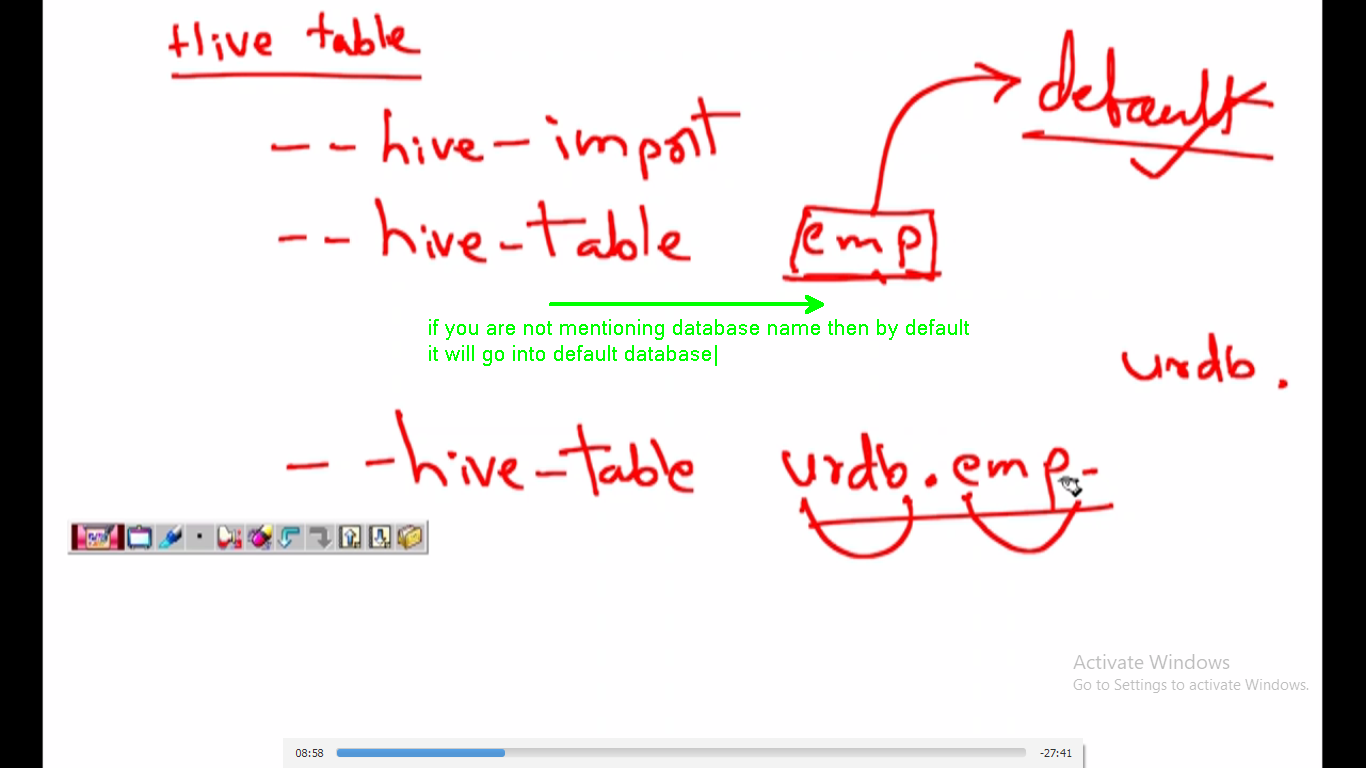 Hive table
default
--hive-import
--hive-table emp
if you are not mentioning database name then by default
it will go into default database
urdb.
--hive-table urdb.emp-
Activate Windows
Go to Settings to activate Windows.
08:58
-27:41